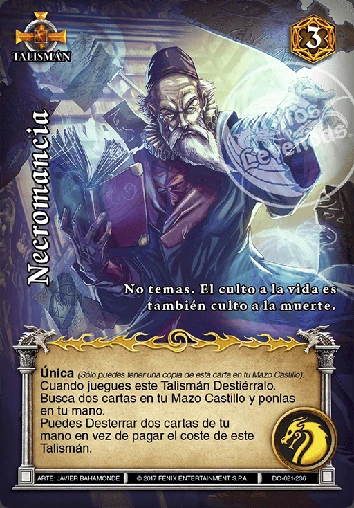 3
TALISMÁN
Necromancia
No temas. El culto a la vida es
también culto a la muerte.
Única (Sólo puedes tener una copia de esta carta en tu Mazo Castillo).
Cuando juegues este Talismán Destiérralo.
Busca dos cartas en tu Mazo Castillo y ponlas
en tu mano.
Puedes Desterrar dos cartas de tu
mano en vez de pagar el coste de este
Talismán.
ARTE: JAVIER BAHAMONDE
© 2017 FENIX ENTERTAINMENT S.P.A.